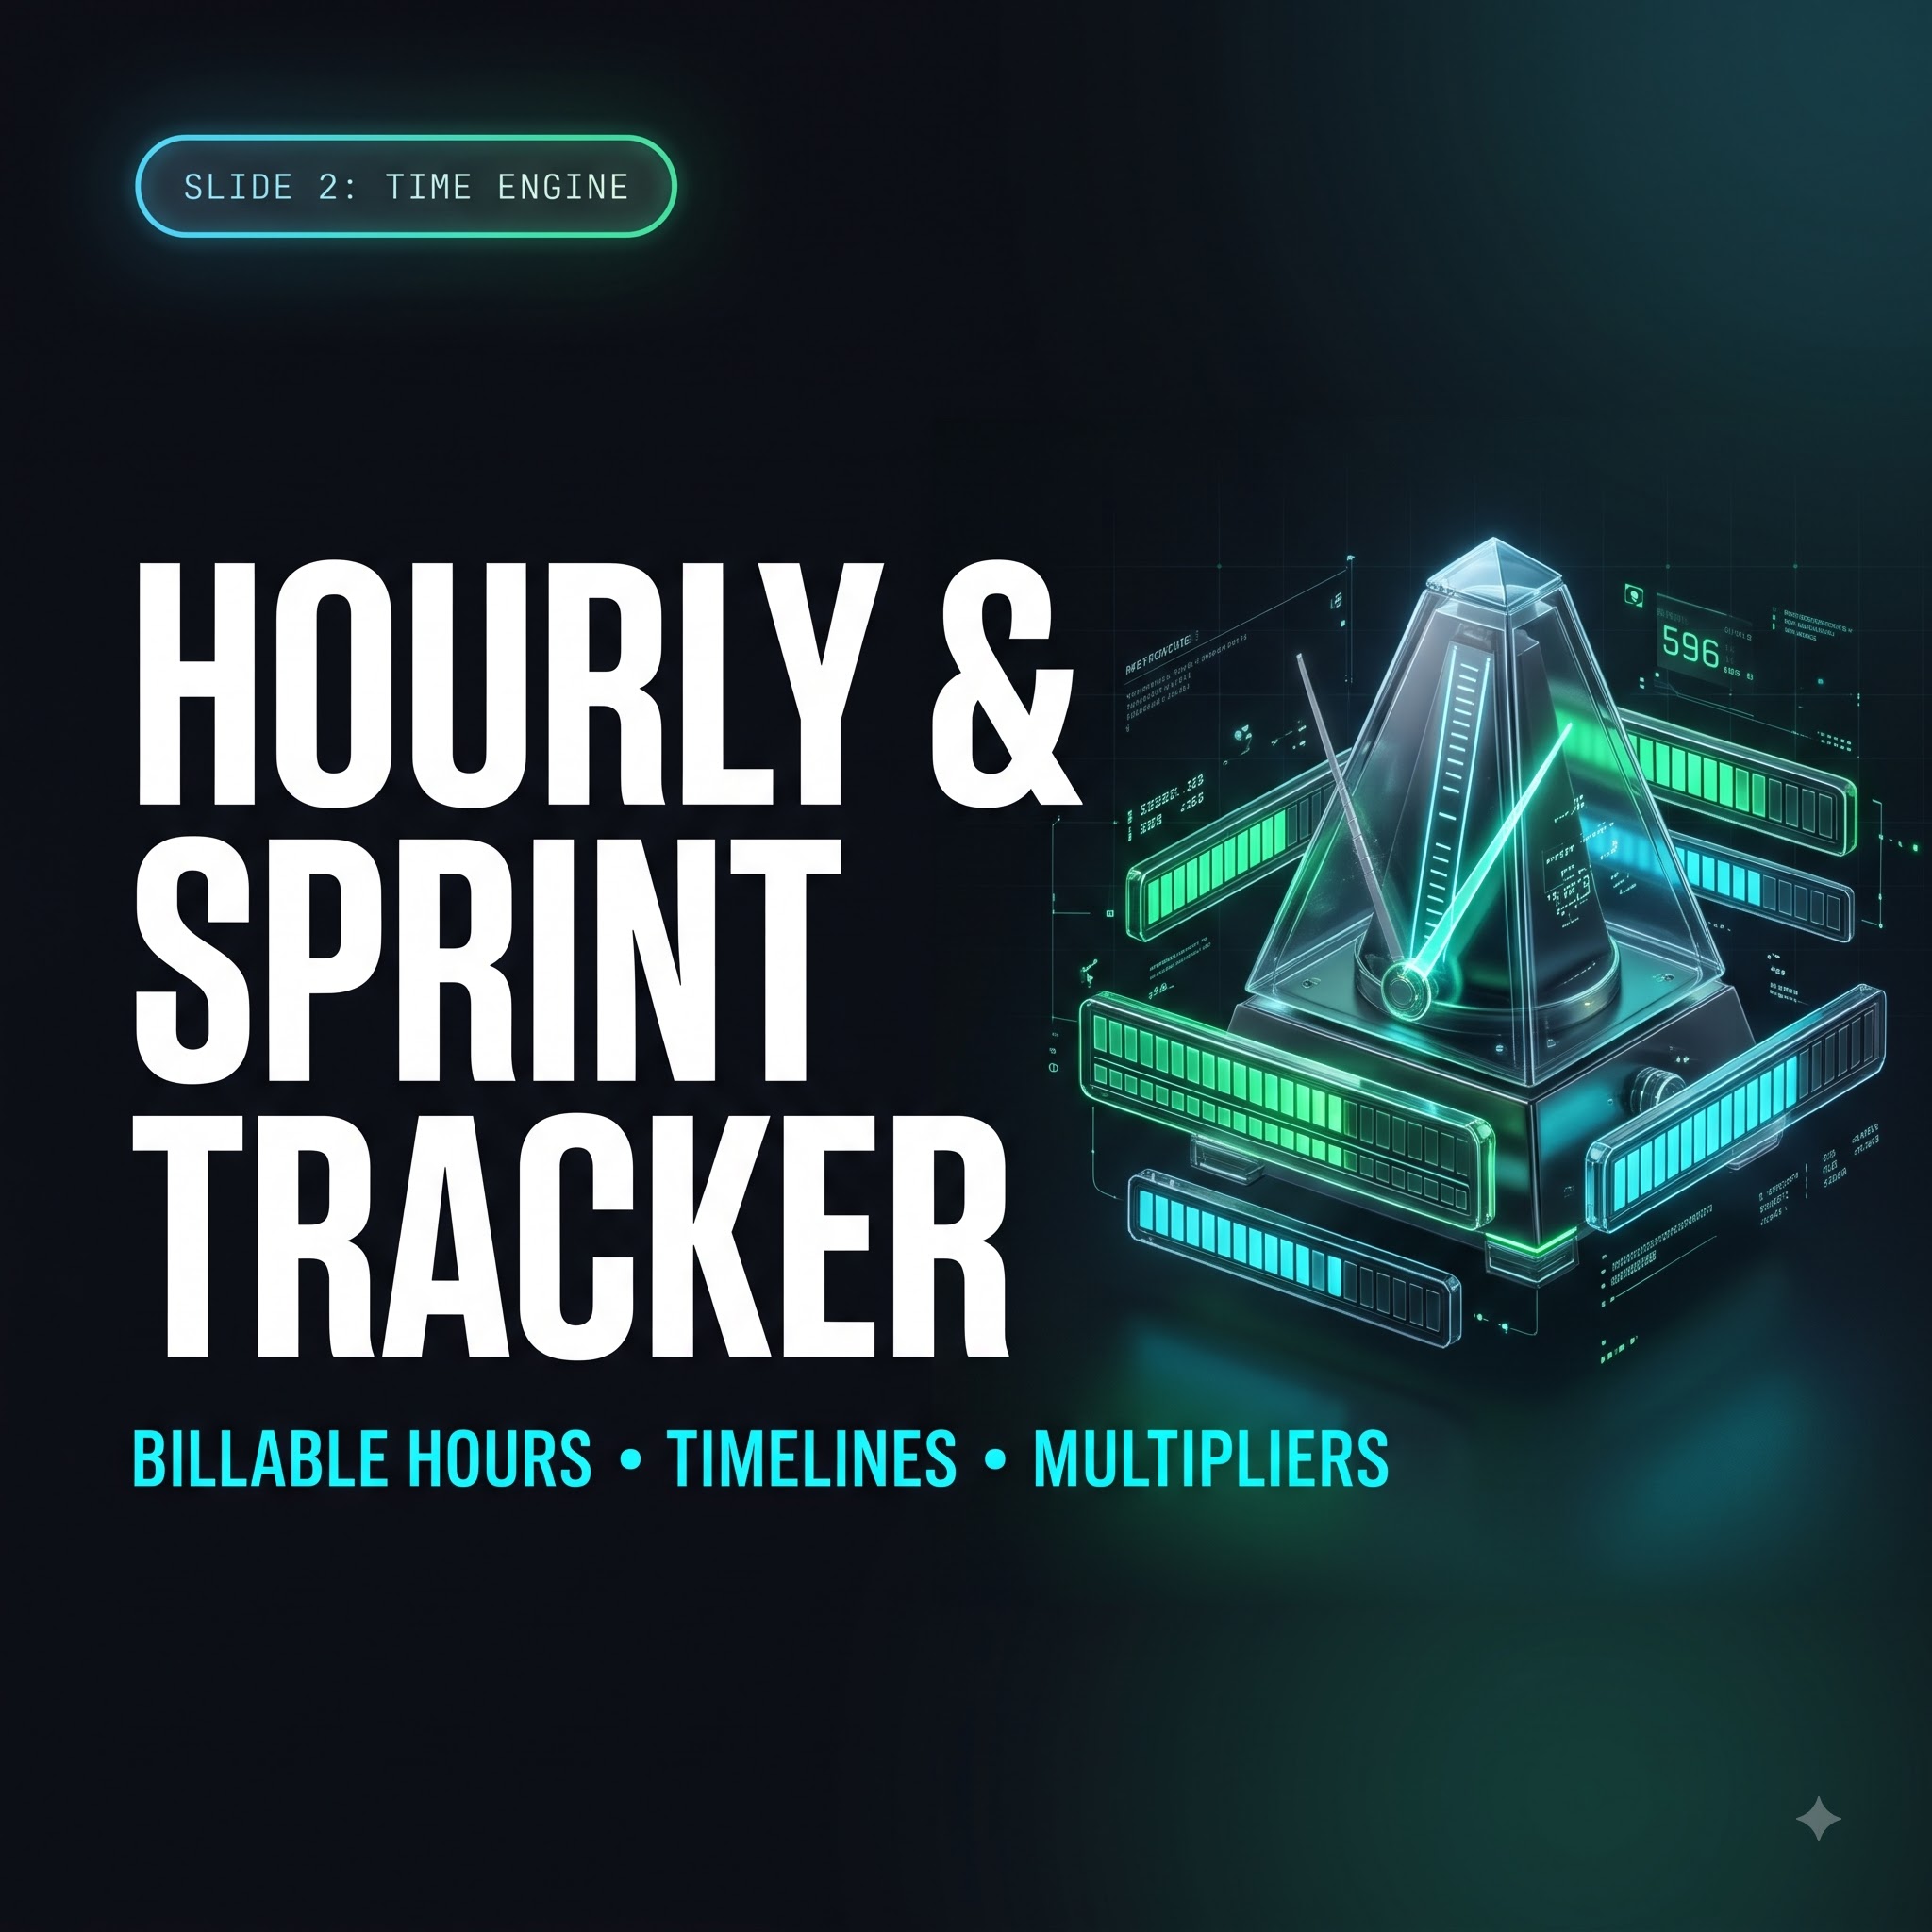 SLIDE 2: TIME ENGINE
HOURLY &
SPRINT
TRACKER
596
BILLABLE HOURS • TIMELINES • MULTIPLIERS